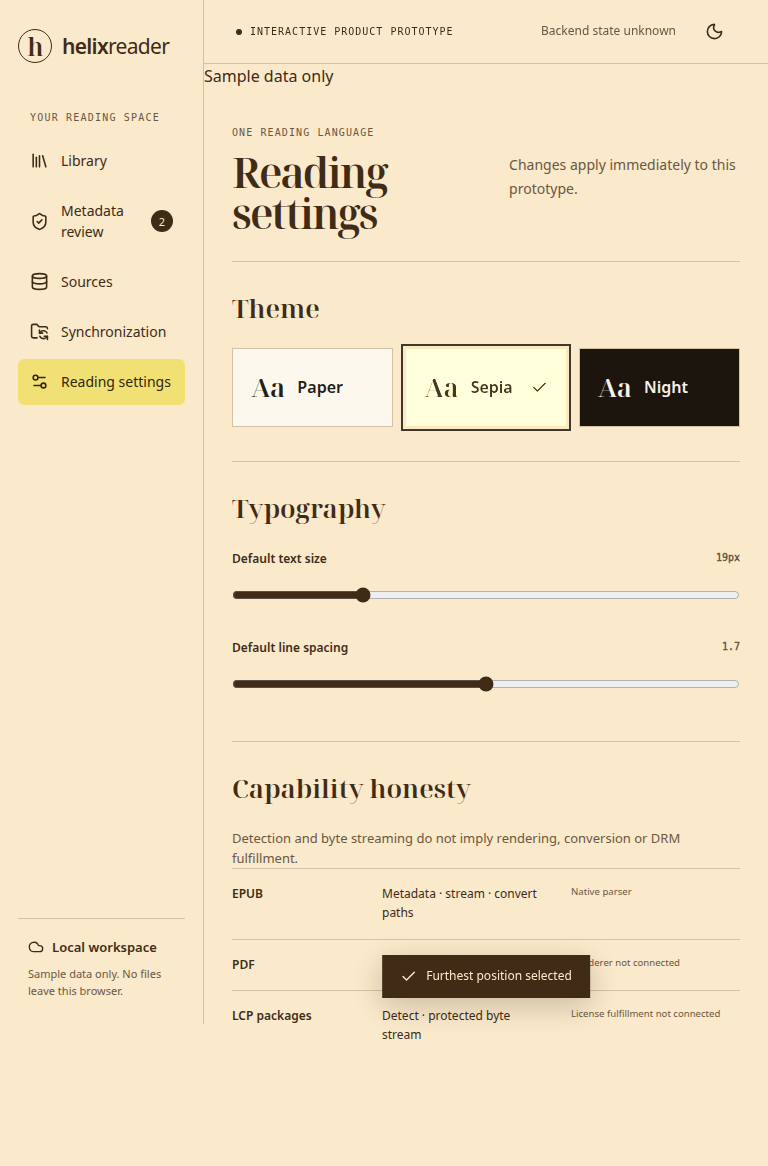 h helixreader
INTERACTIVE PRODUCT PROTOTYPE
Backend state unknown
Sample data only
YOUR READING SPACE
Library
Metadata
review
2
Sources
Synchronization
Reading settings
Local workspace
Sample data only. No files
leave this browser.
ONE READING LANGUAGE
Reading
settings
Changes apply immediately to this
prototype.
Theme
Aa Paper
Aa Sepia
Aa Night
Typography
Default text size
19px
Default line spacing
1.7
Capability honesty
Detection and byte streaming do not imply rendering, conversion or DRM
fulfillment.
EPUB
Metadata · stream · convert
paths
Native parser
PDF
not connected
Furthest position selected
LCP packages
Detect · protected byte
stream
License fulfillment not connected